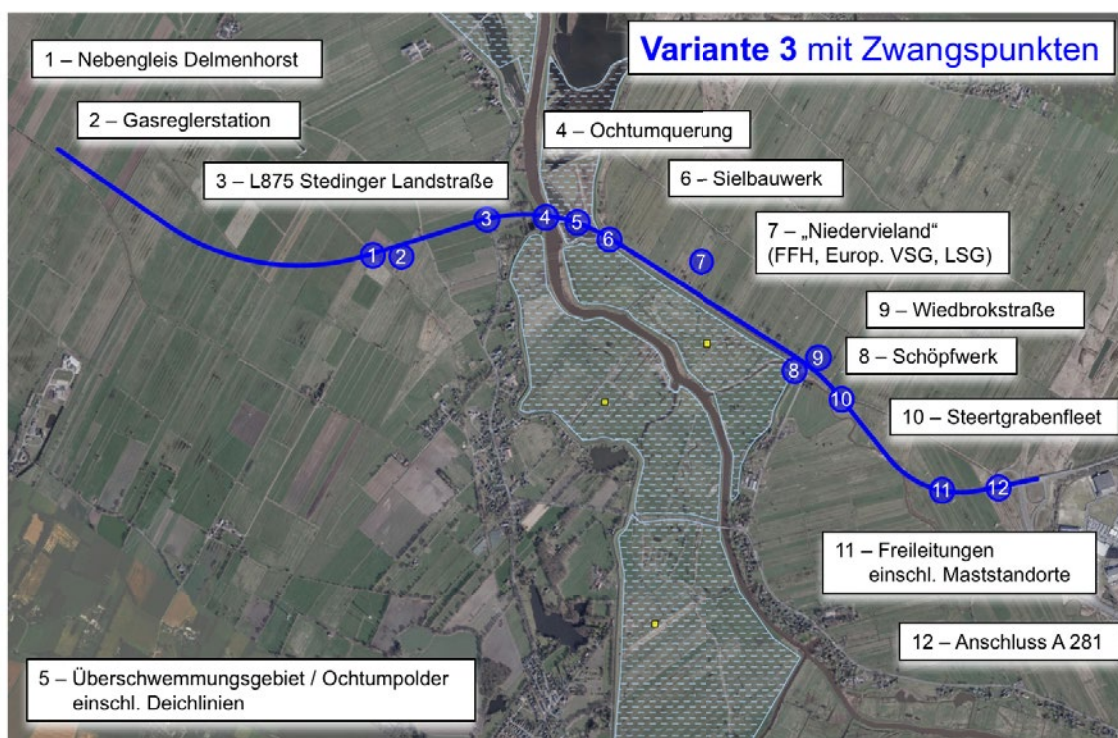 Variante 3 mit Zwangspunkten
1 – Nebengleis Delmenhorst
2 – Gasreglerstation
3 – L875 Stedinger Landstraße
4 – Ochtumquerung
6 – Sielbauwerk
7 – „Niedervieland“
(FFH, Europ. VSG, LSG)
9 – Wiedbrokstraße
8 – Schöpfwerk
10 – Steertgrabenfleet
11 – Freileitungen
einschl. Maststandorte
12 – Anschluss A 281
5 – Überschwemmungsgebiet / Ochtumpolder
einschl. Deichlinien
1
2
3
4
5
6
7
8
9
10
11
12